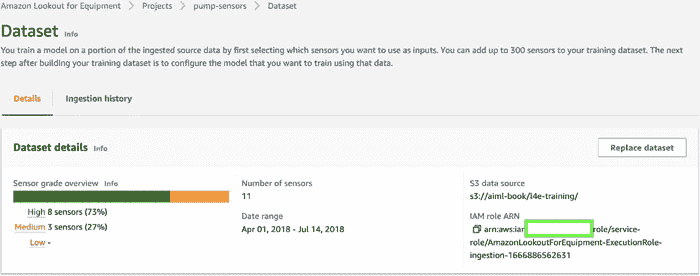 Amazon Lookout for Equipment > Projects > pump-sensors > Dataset
Dataset Info
You train a model on a portion of the ingested source data by first selecting which sensors you want to use as inputs. You can add up to 300 sensors to your training dataset. The next
step after building your training dataset is to configure the model that you want to train using that data.
Details
Ingestion history
Dataset details Info
Replace dataset
Sensor grade overview Info
High 8 sensors (73%)
Medium 3 sensors (27%)
Low -
Number of sensors
11
Date range
Apr 01, 2018 - Jul 14, 2018
S3 data source
s3://aiml-book/l4e-training/
IAM role ARN
arn:aws:iam role/service-
role/AmazonLookoutForEquipment-ExecutionRole-
ingestion-1666886562631